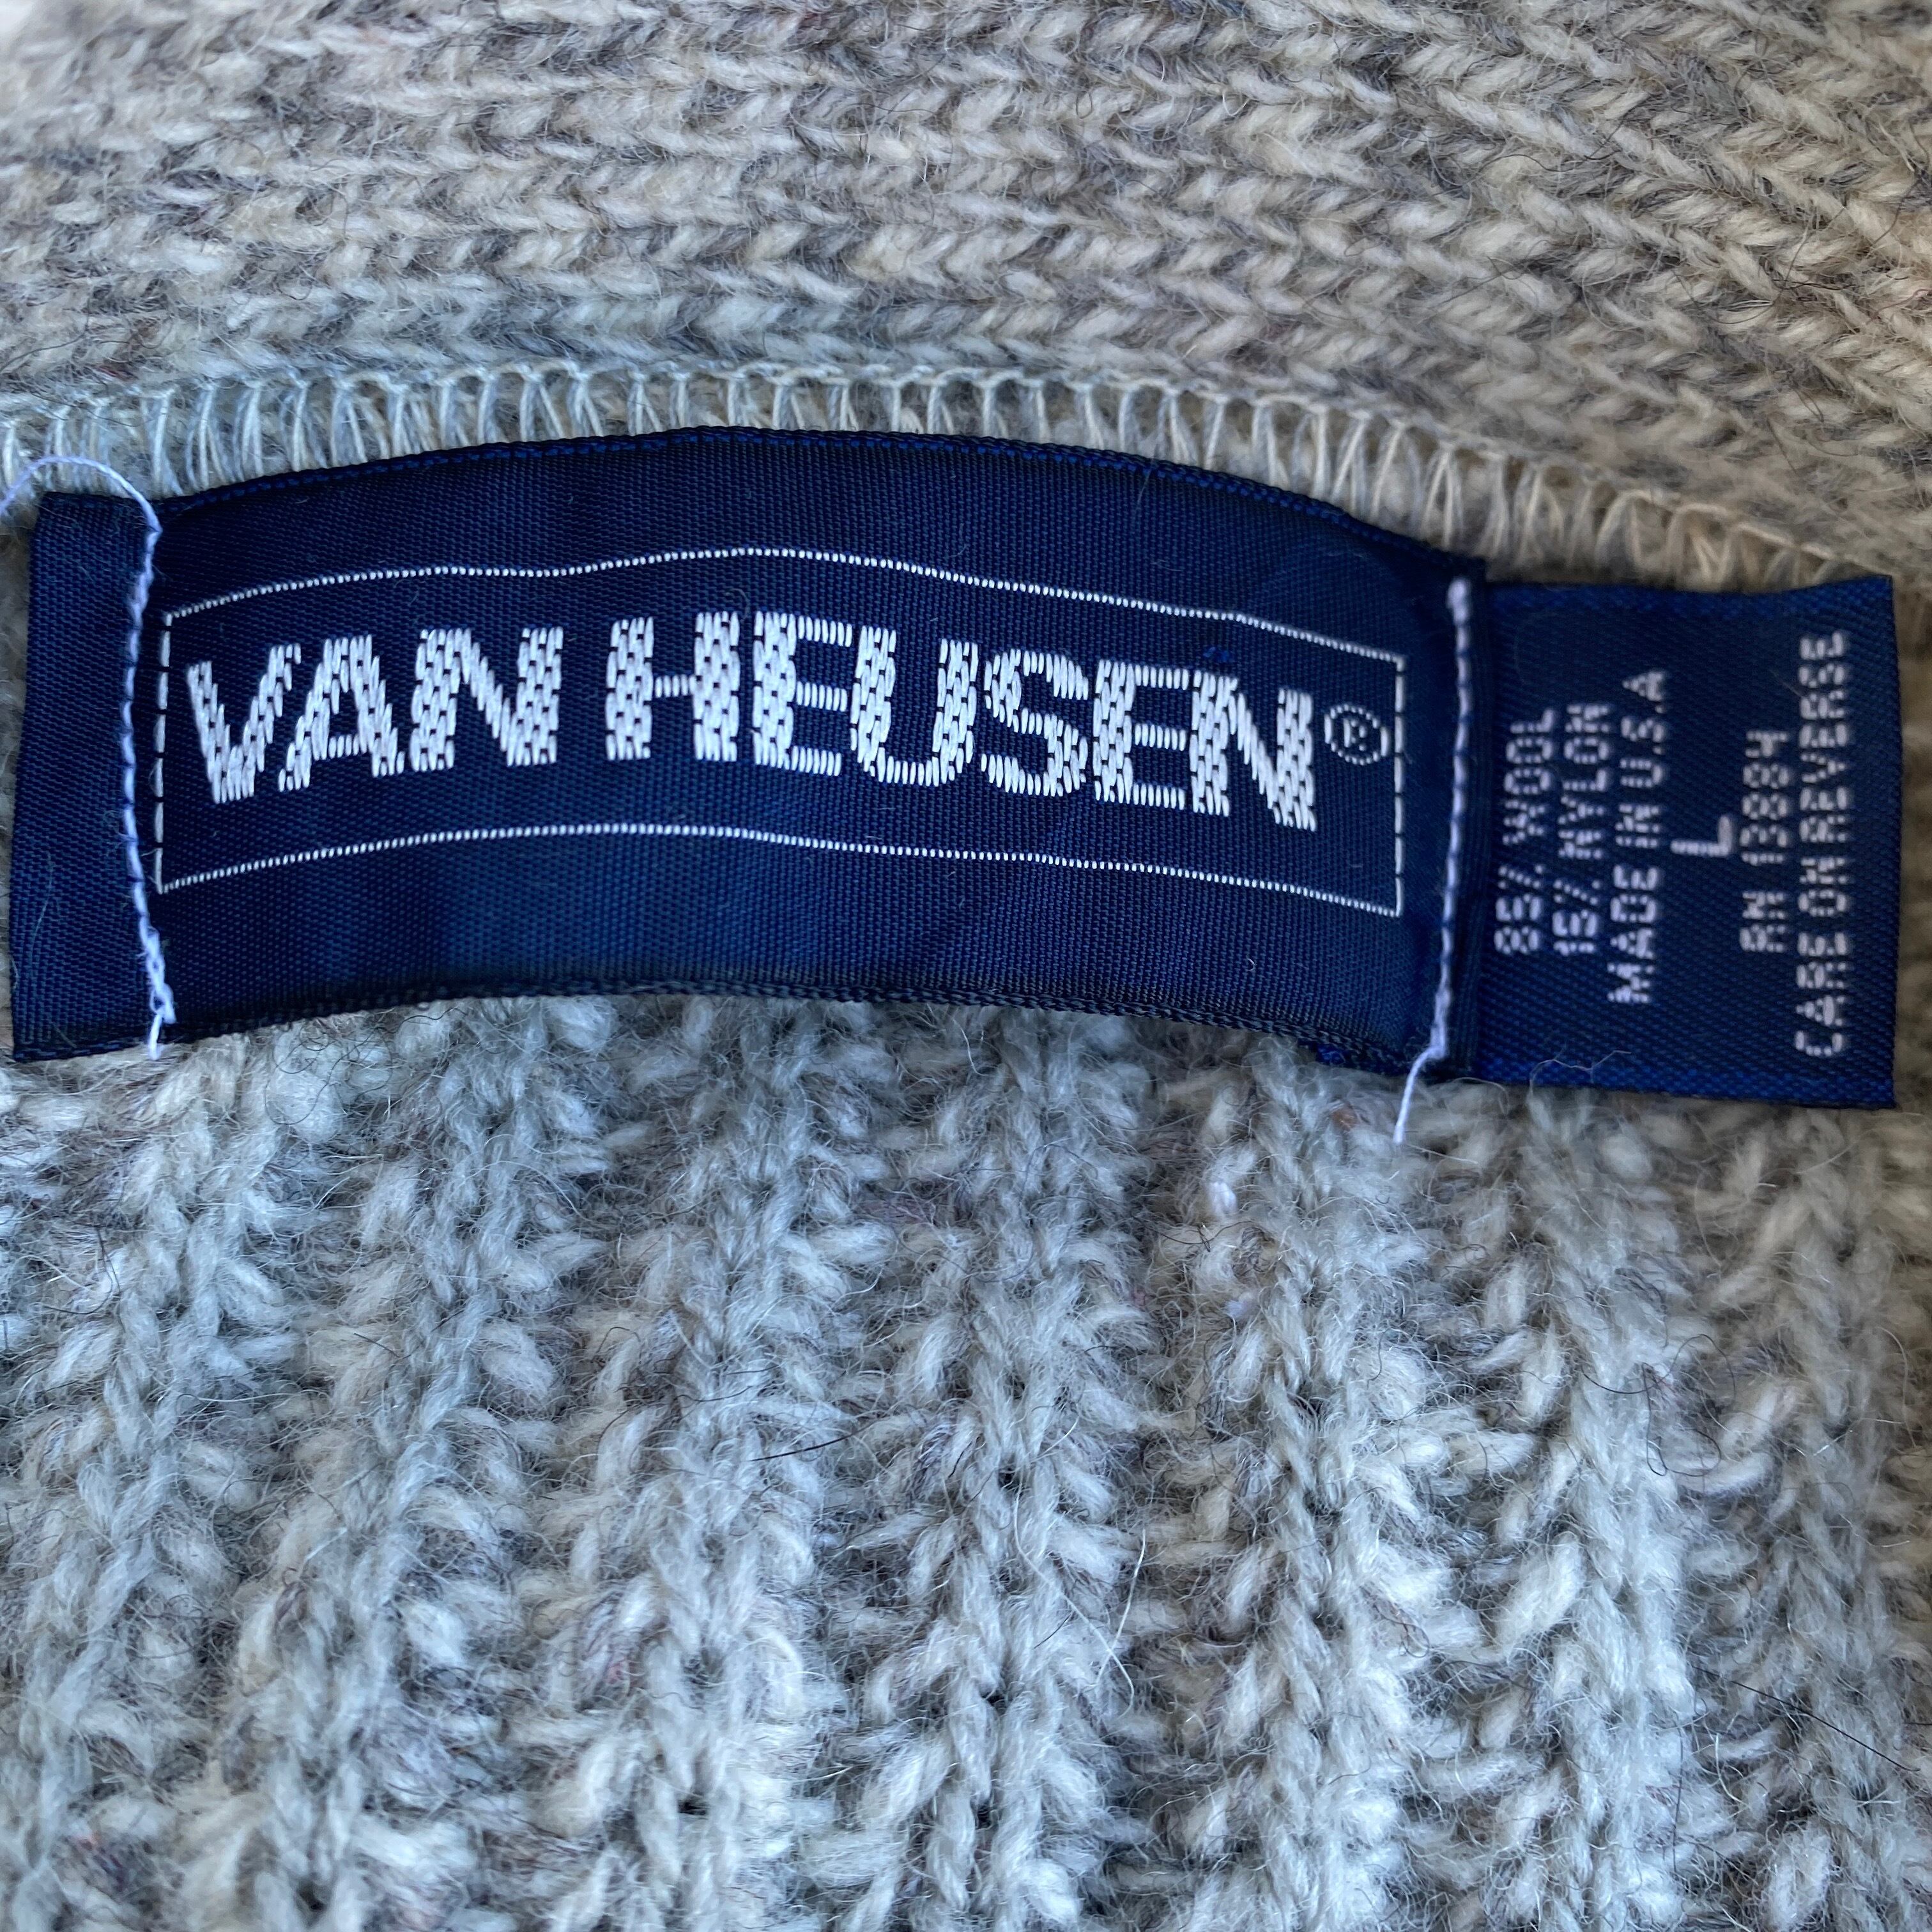 VAN HEUSEN®
85% WOOL
15% NYLON
MADE IN U.S.A
L
RN 13884
CARE ON REVERSE